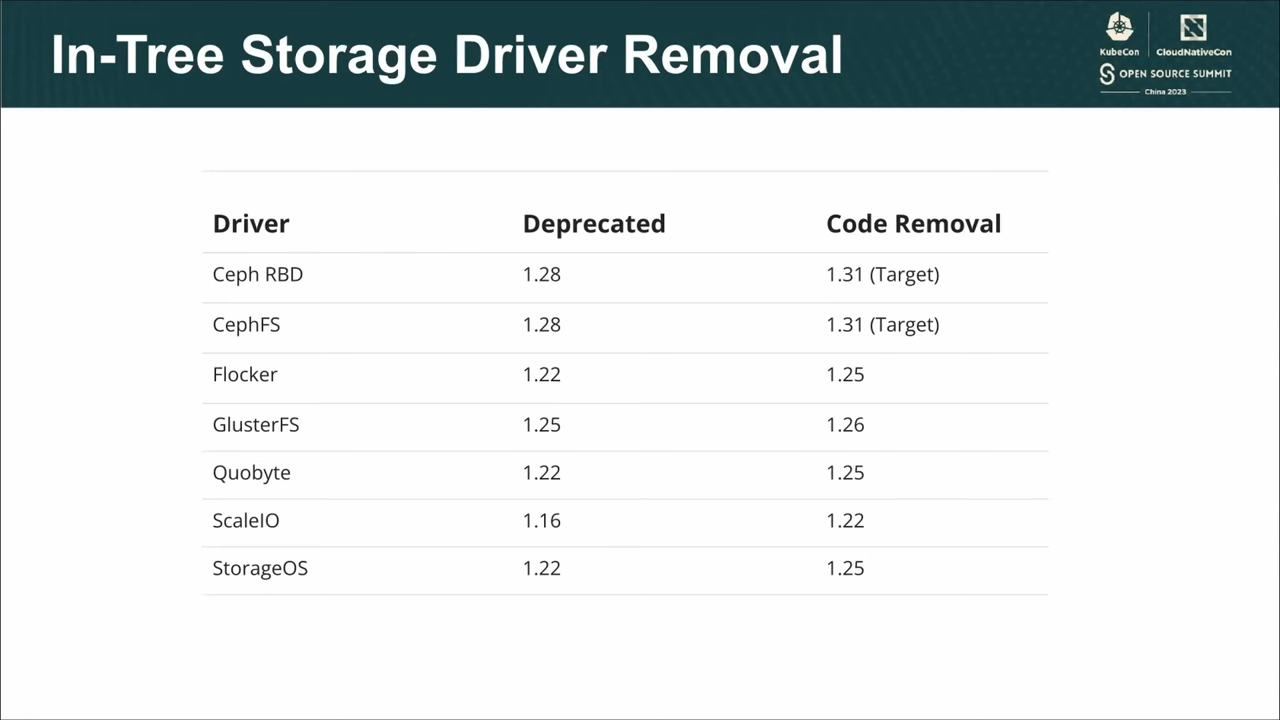 In-Tree Storage Driver Removal
KubeCon CloudNativeCon
OPEN SOURCE SUMMIT
China 2023
Driver Deprecated Code Removal
Ceph RBD 1.28 1.31 (Target)
CephFS 1.28 1.31 (Target)
Flocker 1.22 1.25
GlusterFS 1.25 1.26
Quobyte 1.22 1.25
ScaleIO 1.16 1.22
StorageOS 1.22 1.25